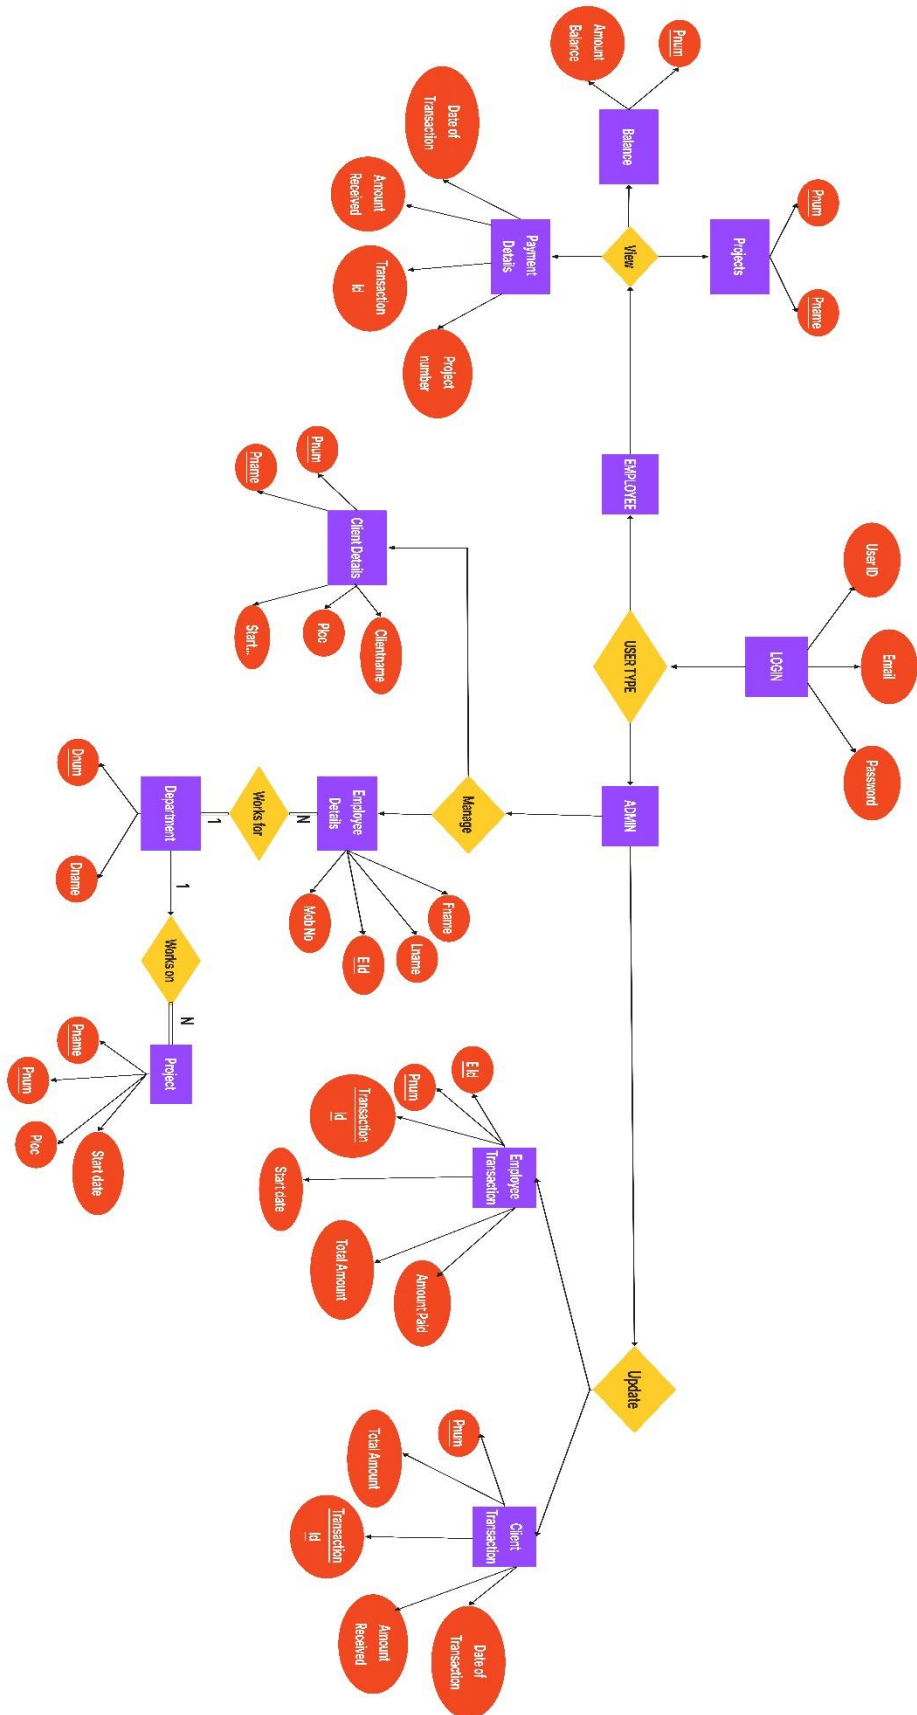 LOGIN
User ID
Email
Password
USER TYPE
EMPLOYEE
ADMIN
View
Projects
Pnum
Pname
Balance
Amount
Balance
Pnum
Payment
Details
Date of
Transaction
Amount
Received
Transaction
Id
Project
number
Manage
Client Details
Pname
Pnum
Start...
Ploc
Clientname
Employee
Details
Mob No
E Id
Lname
Fname
N
Works for
1
Department
Dnum
Dname
1
Works on
N
Project
Pname
Pnum
Ploc
Start date
Update
Employee
Transaction
E Id
Pnum
Transaction
Id
Start date
Total Amount
Amount Paid
Client
Transaction
Pnum
Total Amount
Transaction
Id
Amount
Received
Date of
Transaction